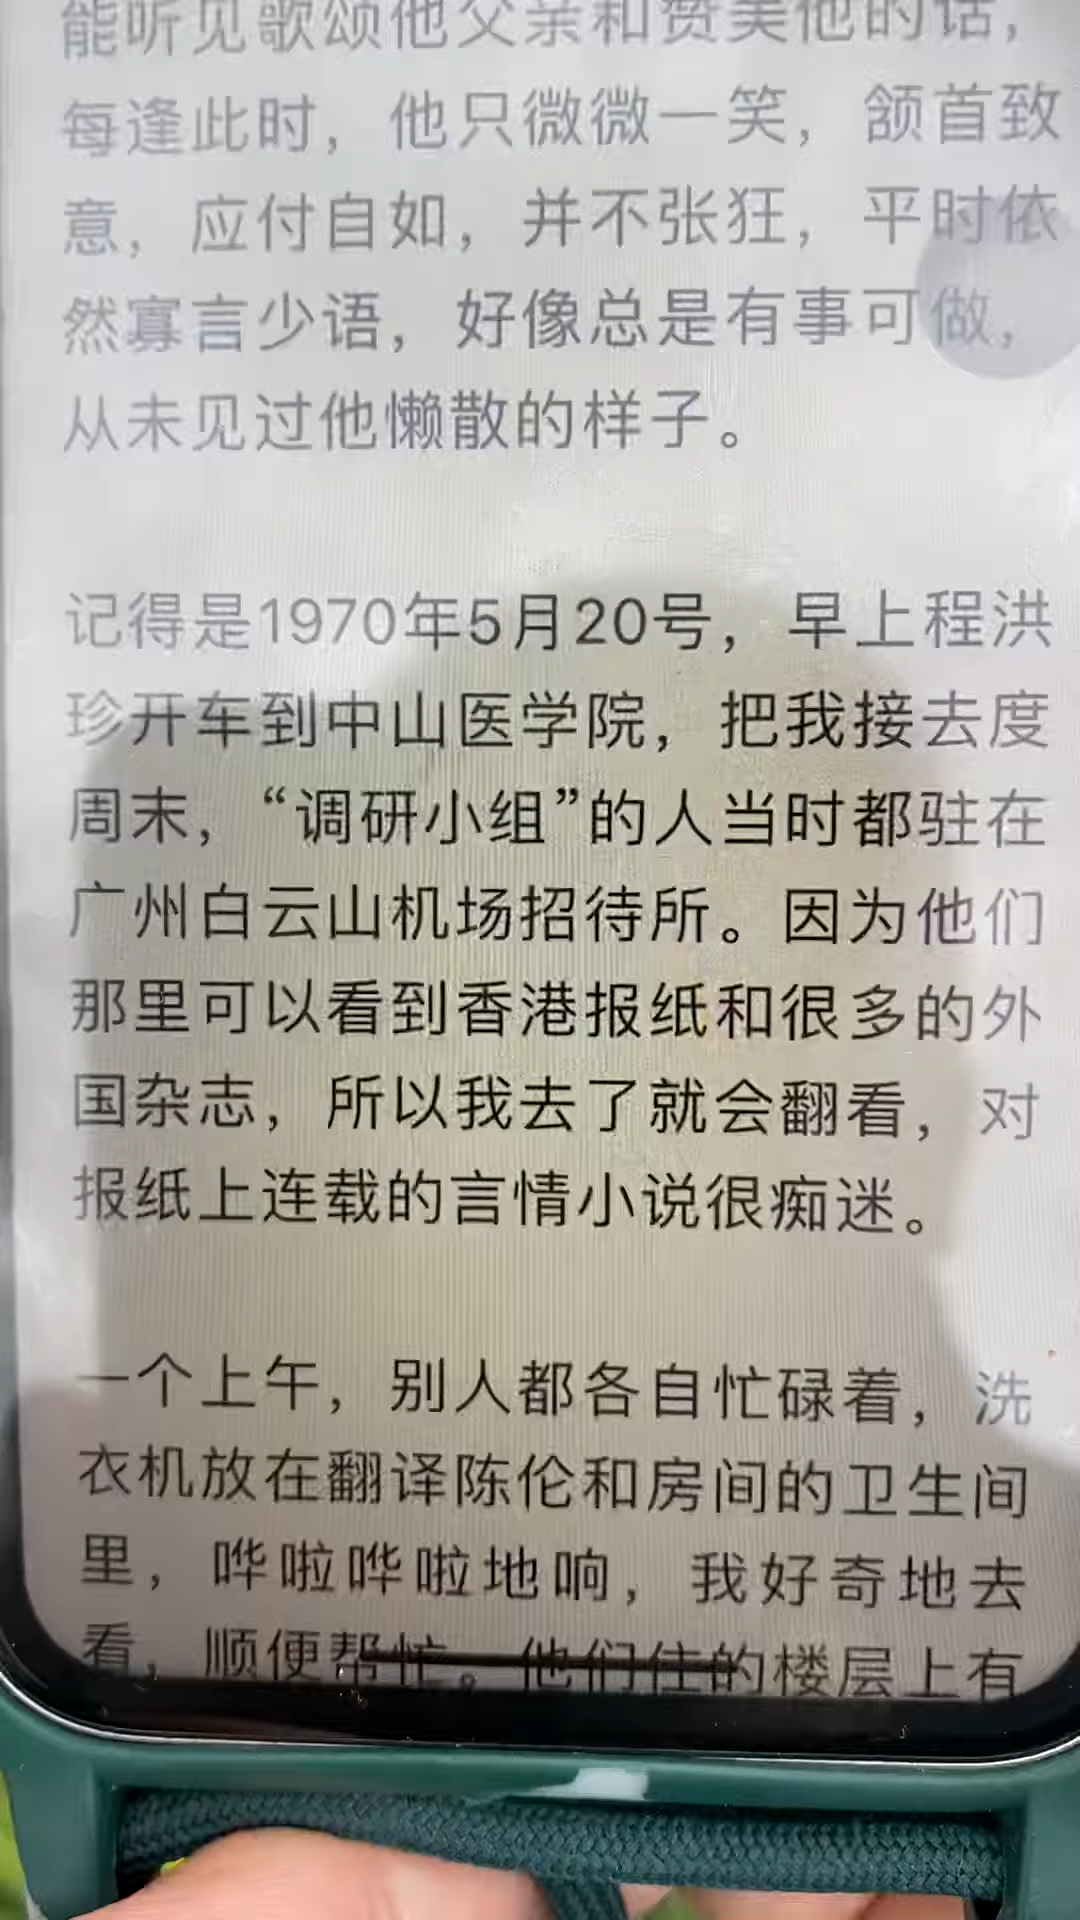 能听见歌颂他父亲和赞美他的话，
每逢此时，他只微微一笑，颔首致
意，应付自如，并不张狂，平时依
然寡言少语，好像总是有事可做，
从未见过他懒散的样子。
记得是1970年5月20号，早上程洪
珍开车到中山医学院，把我接去度
周末，“调研小组”的人当时都驻在
广州白云山机场招待所。因为他们
那里可以看到香港报纸和很多的外
国杂志，所以我去了就会翻看，对
报纸上连载的言情小说很痴迷。
一个上午，别人都各自忙碌着，洗
衣机放在翻译陈伦和房间的卫生间
里，哗啦哗啦地响，我好奇地去
看，顺便帮忙。他们住的楼层上有